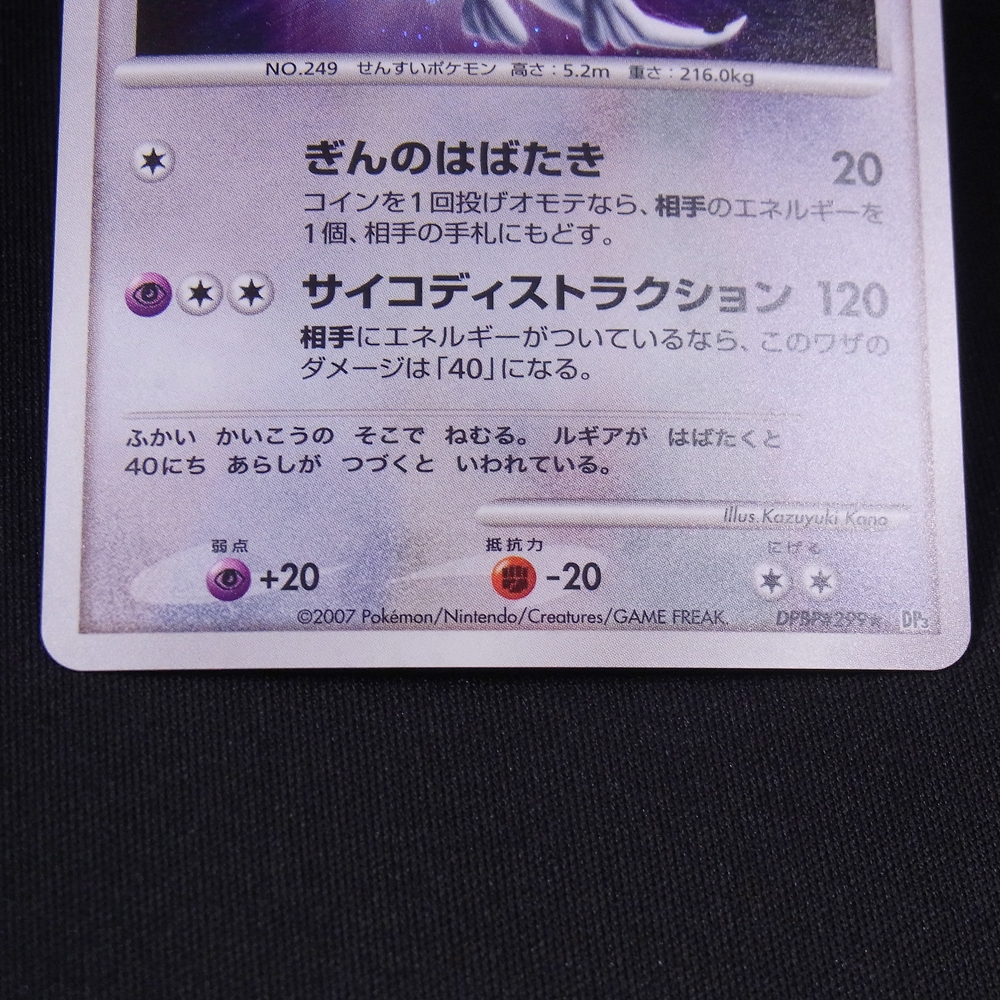 NO.249 せんすいポケモン 高さ：5.2m 重さ：216.0kg
ぎんのはばたき 20
コインを1回投げオモテなら、相手のエネルギーを
1個、相手の手札にもどす。
サイコディストラクション 120
相手にエネルギーがついているなら、このワザの
ダメージは「40」になる。
ふかい かいこうの そこで ねむる。 ルギアが はばたくと
40にち あらしが つづくと いわれている。
Illus. Kazuyuki Kano
弱点 抵抗力 にげる
+20 -20
©2007 Pokémon/Nintendo/Creatures/GAME FREAK. DPBP#299★ DP3